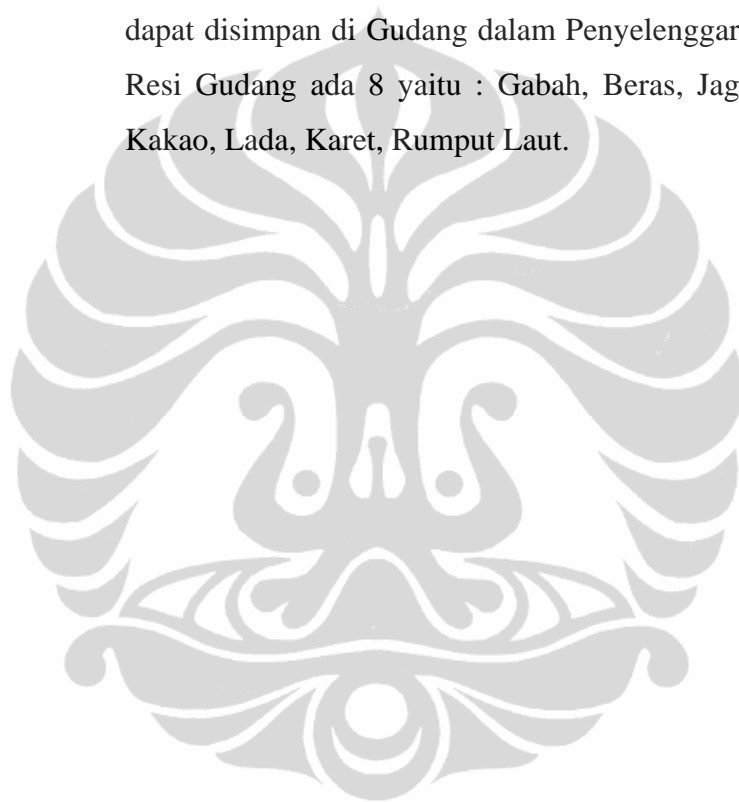 dapat disimpan di Gudang dalam Penyelenggar
Resi Gudang ada 8 yaitu : Gabah, Beras, Jag
Kakao, Lada, Karet, Rumput Laut.